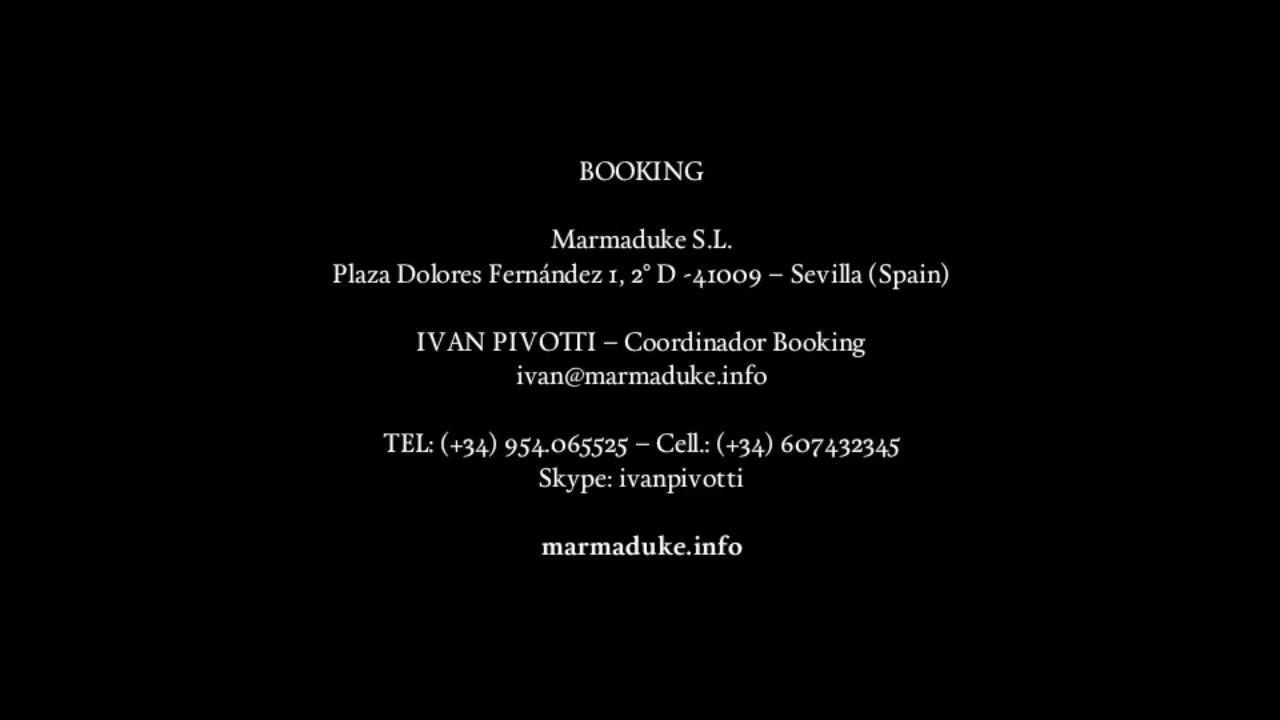 BOOKING
Marmaduke S.L.
Plaza Dolores Fernández 1, 2° D -41009 – Sevilla (Spain)
IVAN PIVOTTI – Coordinador Booking
ivan@marmaduke.info
TEL: (+34) 954.065525 – Cell.: (+34) 607432345
Skype: ivanpivotti
marmaduke.info